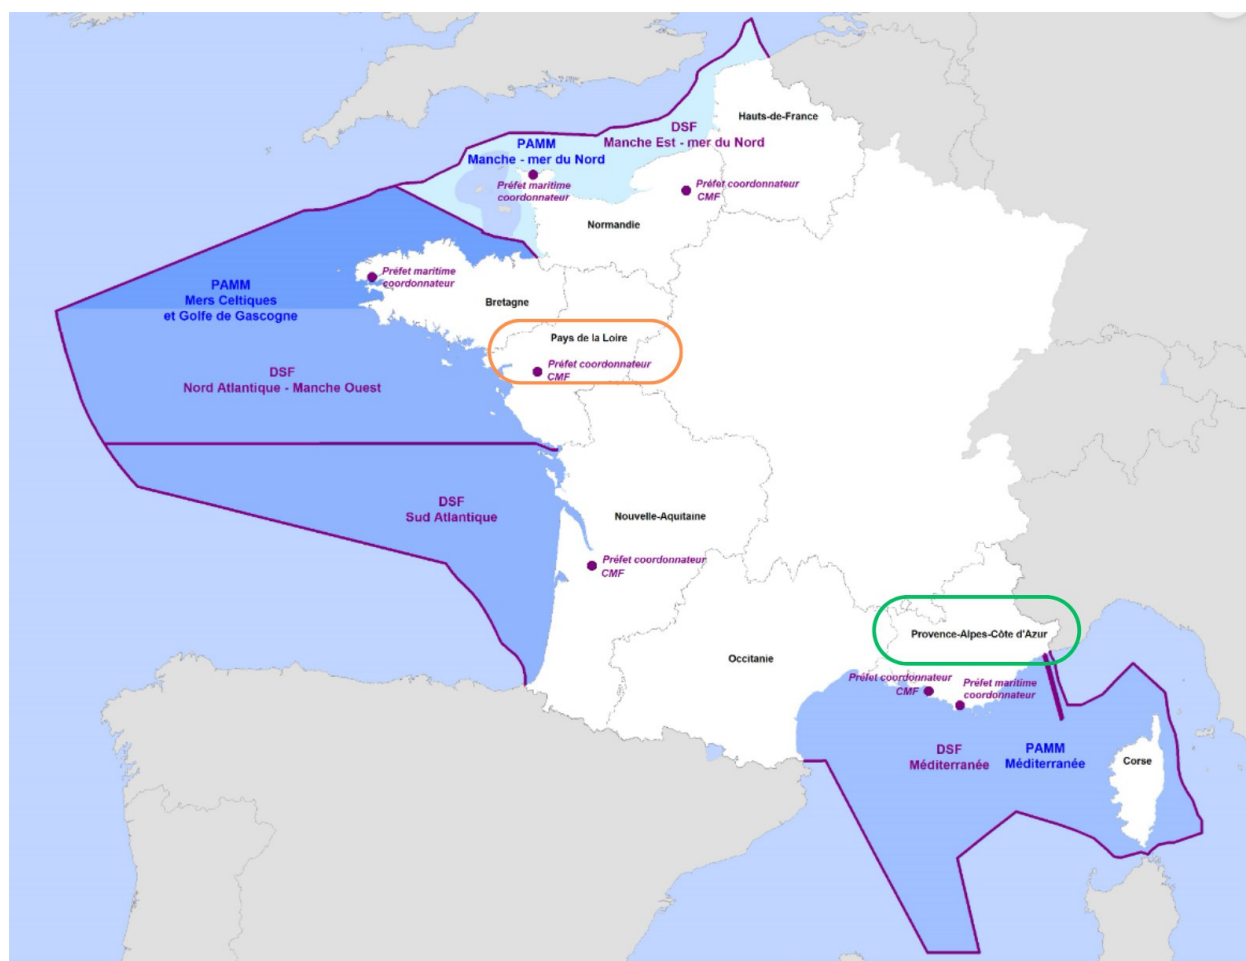 Hauts-de-France
DSF
Manche Est - mer du Nord
PAMM
Manche - mer du Nord
Préfet maritime
coordonnateur
Préfet coordonnateur
CMF
Normandie
Préfet maritime
coordonnateur
PAMM
Mers Celtiques
et Golfe de Gascogne
Bretagne
Pays de la Loire
Préfet coordonnateur
CMF
DSF
Nord Atlantique - Manche Ouest
DSF
Sud Atlantique
Nouvelle-Aquitaine
Préfet coordonnateur
CMF
Provence-Alpes-Côte d'Azur
Occitanie
Préfet coordonnateur
CMF
Préfet maritime
coordonnateur
DSF
Méditerranée
PAMM
Méditerranée
Corse